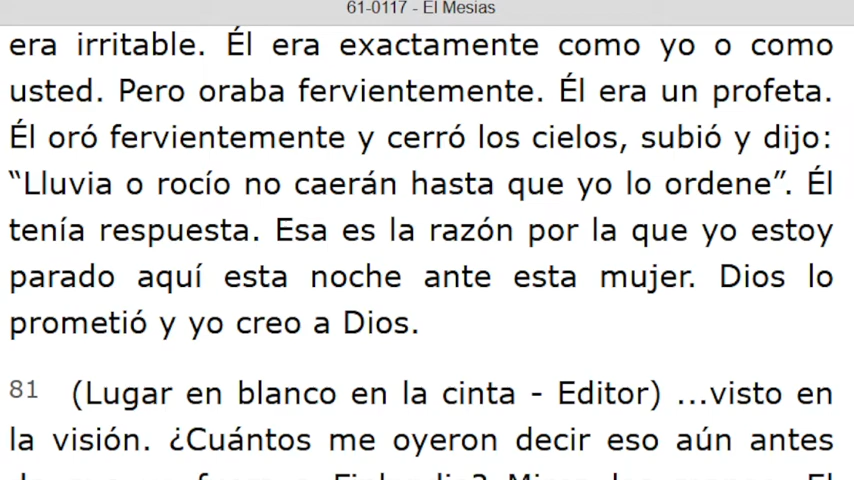 61-0117 - El Mesias
era irritable. Él era exactamente como yo o como
usted. Pero oraba fervientemente. Él era un profeta.
Él oró fervientemente y cerró los cielos, subió y dijo:
“Lluvia o rocío no caerán hasta que yo lo ordene”. Él
tenía respuesta. Esa es la razón por la que yo estoy
parado aquí esta noche ante esta mujer. Dios lo
prometió y yo creo a Dios.
81 (Lugar en blanco en la cinta - Editor) ...visto en
la visión. ¿Cuántos me oyeron decir eso aún antes